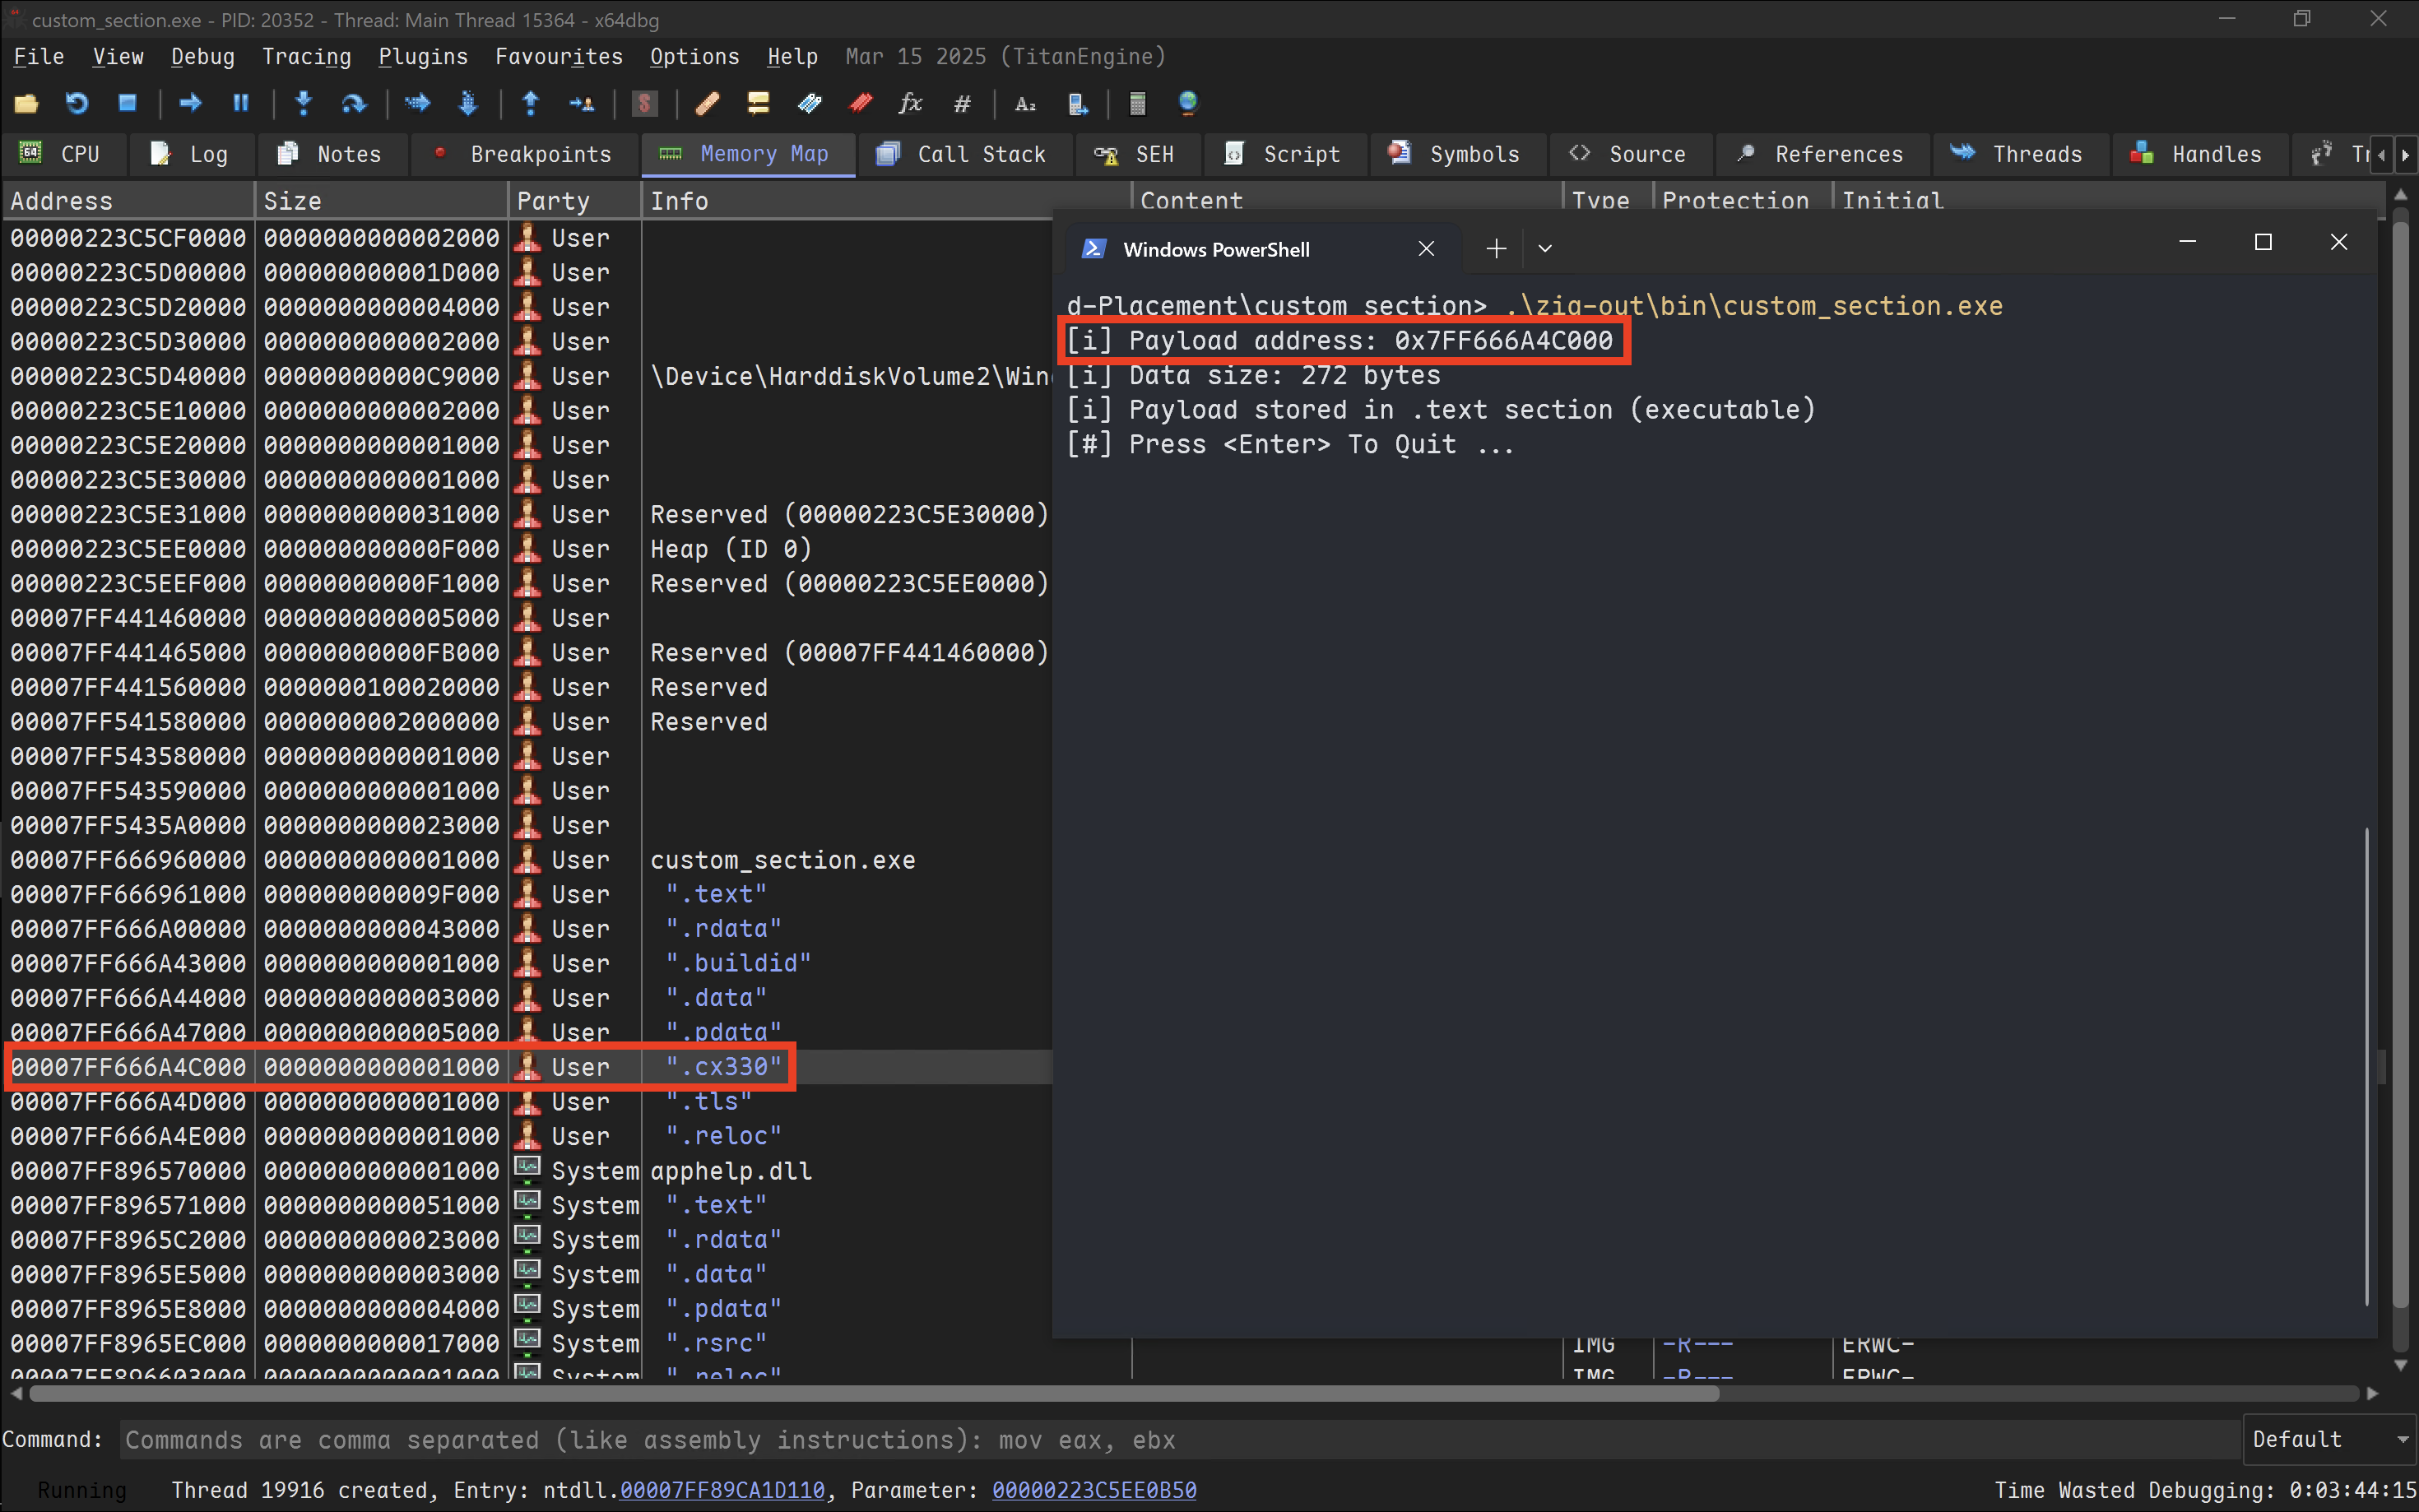 custom_section.exe - PID: 20352 - Thread: Main Thread 15364 - x64dbg
File View Debug Tracing Plugins Favourites Options Help Mar 15 2025 (TitanEngine)
CPU Log Notes Breakpoints Memory Map Call Stack SEH Script Symbols Source References Threads Handles Tr
Address Size Party Info Content Type Protection Initial
00000223C5CF0000 0000000000002000 User
00000223C5D00000 000000000001D000 User
00000223C5D20000 0000000000004000 User
00000223C5D30000 0000000000002000 User
00000223C5D40000 00000000000C9000 User \Device\HarddiskVolume2\Win
00000223C5E10000 0000000000002000 User
00000223C5E20000 0000000000001000 User
00000223C5E30000 0000000000001000 User
00000223C5E31000 0000000000031000 User Reserved (00000223C5E30000)
00000223C5EE0000 000000000000F000 User Heap (ID 0)
00000223C5EEF000 00000000000F1000 User Reserved (00000223C5EE0000)
00007FF441460000 0000000000005000 User
00007FF441465000 00000000000FB000 User Reserved (00007FF441460000)
00007FF441560000 0000000100020000 User Reserved
00007FF541580000 0000000002000000 User Reserved
00007FF543580000 0000000000001000 User
00007FF543590000 0000000000001000 User
00007FF5435A0000 0000000000023000 User
00007FF666960000 0000000000001000 User custom_section.exe
00007FF666961000 000000000009F000 User ".text"
00007FF666A00000 0000000000043000 User ".rdata"
00007FF666A43000 0000000000001000 User ".buildid"
00007FF666A44000 0000000000003000 User ".data"
00007FF666A47000 0000000000005000 User ".pdata"
00007FF666A4C000 0000000000001000 User ".cx330"
00007FF666A4D000 0000000000001000 User ".tls"
00007FF666A4E000 0000000000001000 User ".reloc"
00007FF896570000 0000000000001000 System apphelp.dll
00007FF896571000 0000000000051000 System ".text"
00007FF8965C2000 0000000000023000 System ".rdata"
00007FF8965E5000 0000000000003000 System ".data"
00007FF8965E8000 0000000000004000 System ".pdata"
00007FF8965EC000 0000000000017000 System ".rsrc" IMG -R--- ERWC-
00007FF896603000 0000000000001000 System ".reloc" IMG -R--- ERWC-
Windows PowerShell
d-Placement\custom_section> .\zig-out\bin\custom_section.exe
[i] Payload address: 0x7FF666A4C000
[i] Data size: 272 bytes
[i] Payload stored in .text section (executable)
[#] Press <Enter> To Quit ...
Command: Commands are comma separated (like assembly instructions): mov eax, ebx Default
Running Thread 19916 created, Entry: ntdll.00007FF89CA1D110, Parameter: 00000223C5EE0B50 Time Wasted Debugging: 0:03:44:15